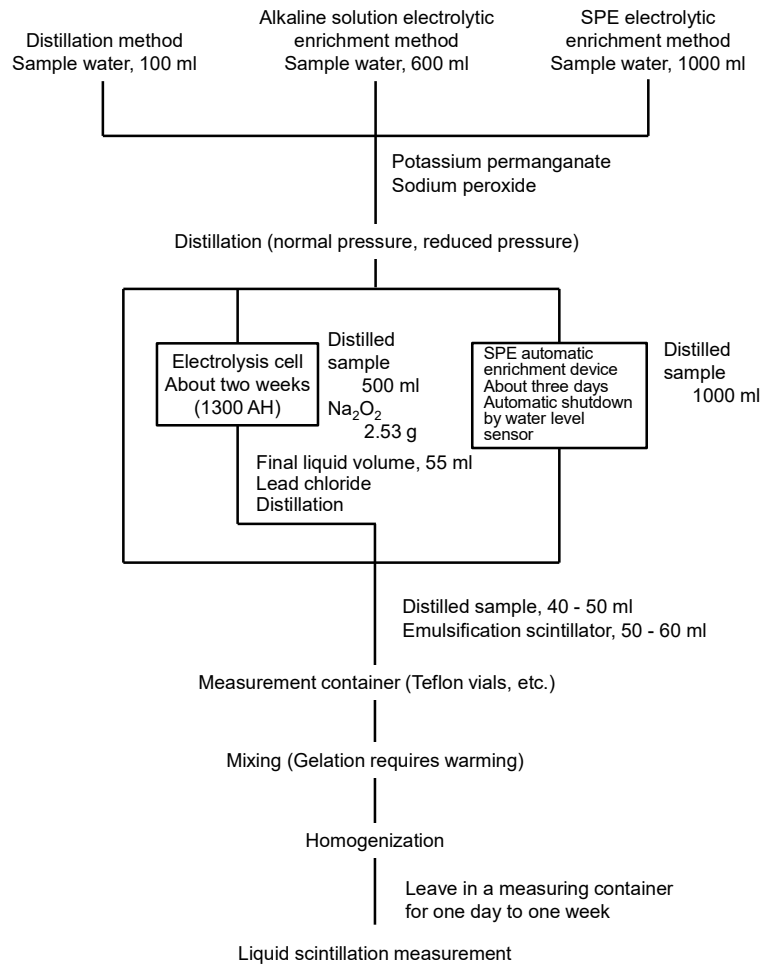 Distillation method
Sample water, 100 ml
Alkaline solution electrolytic
enrichment method
Sample water, 600 ml
SPE electrolytic
enrichment method
Sample water, 1000 ml
Potassium permanganate
Sodium peroxide
Distillation (normal pressure, reduced pressure)
Electrolysis cell
About two weeks
(1300 AH)
Distilled
sample
500 ml
Na₂O₂
2.53 g
SPE automatic
enrichment device
About three days
Automatic shutdown
by water level
sensor
Distilled
sample
1000 ml
Final liquid volume, 55 ml
Lead chloride
Distillation
Distilled sample, 40 - 50 ml
Emulsification scintillator, 50 - 60 ml
Measurement container (Teflon vials, etc.)
Mixing (Gelation requires warming)
Homogenization
Leave in a measuring container
for one day to one week
Liquid scintillation measurement